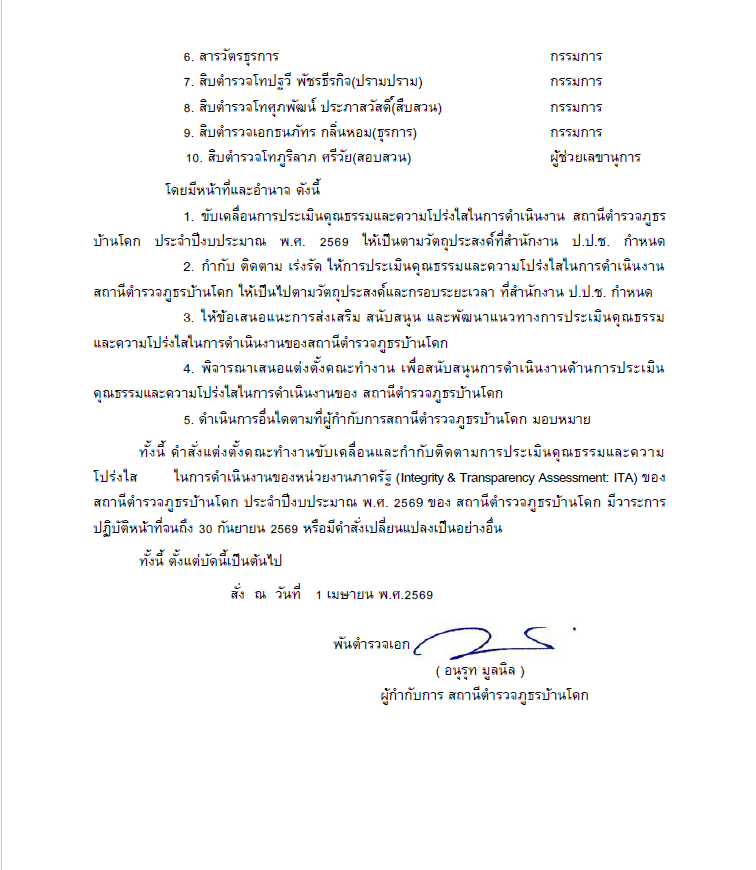 6. สารวัตรธุรการ กรรมการ
7. สิบตำรวจโทปฐวี พัชรธีรกิจ(ปรามปราม) กรรมการ
8. สิบตำรวจโทศุภพัฒน์ ประภาสวัสดิ์(สืบสวน) กรรมการ
9. สิบตำรวจเอกธนภัทร กลิ่นหอม(ธุรการ) กรรมการ
10. สิบตำรวจโทภูริลาภ ศรีวัย(สอบสวน) ผู้ช่วยเลขานุการ
โดยมีหน้าที่และอำนาจ ดังนี้
1. ขับเคลื่อนการประเมินคุณธรรมและความโปร่งใสในการดำเนินงาน สถานีตำรวจภูธร
บ้านโคก ประจำปีงบประมาณ พ.ศ. 2569 ให้เป็นตามวัตถุประสงค์ที่สำนักงาน ป.ป.ช. กำหนด
2. กำกับ ติดตาม เร่งรัด ให้การประเมินคุณธรรมและความโปร่งใสในการดำเนินงาน
สถานีตำรวจภูธรบ้านโคก ให้เป็นไปตามวัตถุประสงค์และกรอบระยะเวลา ที่สำนักงาน ป.ป.ช. กำหนด
3. ให้ข้อเสนอแนะการส่งเสริม สนับสนุน และพัฒนาแนวทางการประเมินคุณธรรม
และความโปร่งใสในการดำเนินงานของสถานีตำรวจภูธรบ้านโคก
4. พิจารณาเสนอแต่งตั้งคณะทำงาน เพื่อสนับสนุนการดำเนินงานด้านการประเมิน
คุณธรรมและความโปร่งใสในการดำเนินงานของ สถานีตำรวจภูธรบ้านโคก
5. ดำเนินการอื่นใดตามที่ผู้กำกับการสถานีตำรวจภูธรบ้านโคก มอบหมาย
ทั้งนี้ คำสั่งแต่งตั้งคณะทำงานขับเคลื่อนและกำกับติดตามการประเมินคุณธรรมและความ
โปร่งใส ในการดำเนินงานของหน่วยงานภาครัฐ (Integrity & Transparency Assessment: ITA) ของ
สถานีตำรวจภูธรบ้านโคก ประจำปีงบประมาณ พ.ศ. 2569 ของ สถานีตำรวจภูธรบ้านโคก มีวาระการ
ปฏิบัติหน้าที่จนถึง 30 กันยายน 2569 หรือมีคำสั่งเปลี่ยนแปลงเป็นอย่างอื่น
ทั้งนี้ ตั้งแต่บัดนี้เป็นต้นไป
สั่ง ณ วันที่ 1 เมษายน พ.ศ.2569
พันตำรวจเอก
( อนุรุท มูลนิล )
ผู้กำกับการ สถานีตำรวจภูธรบ้านโคก